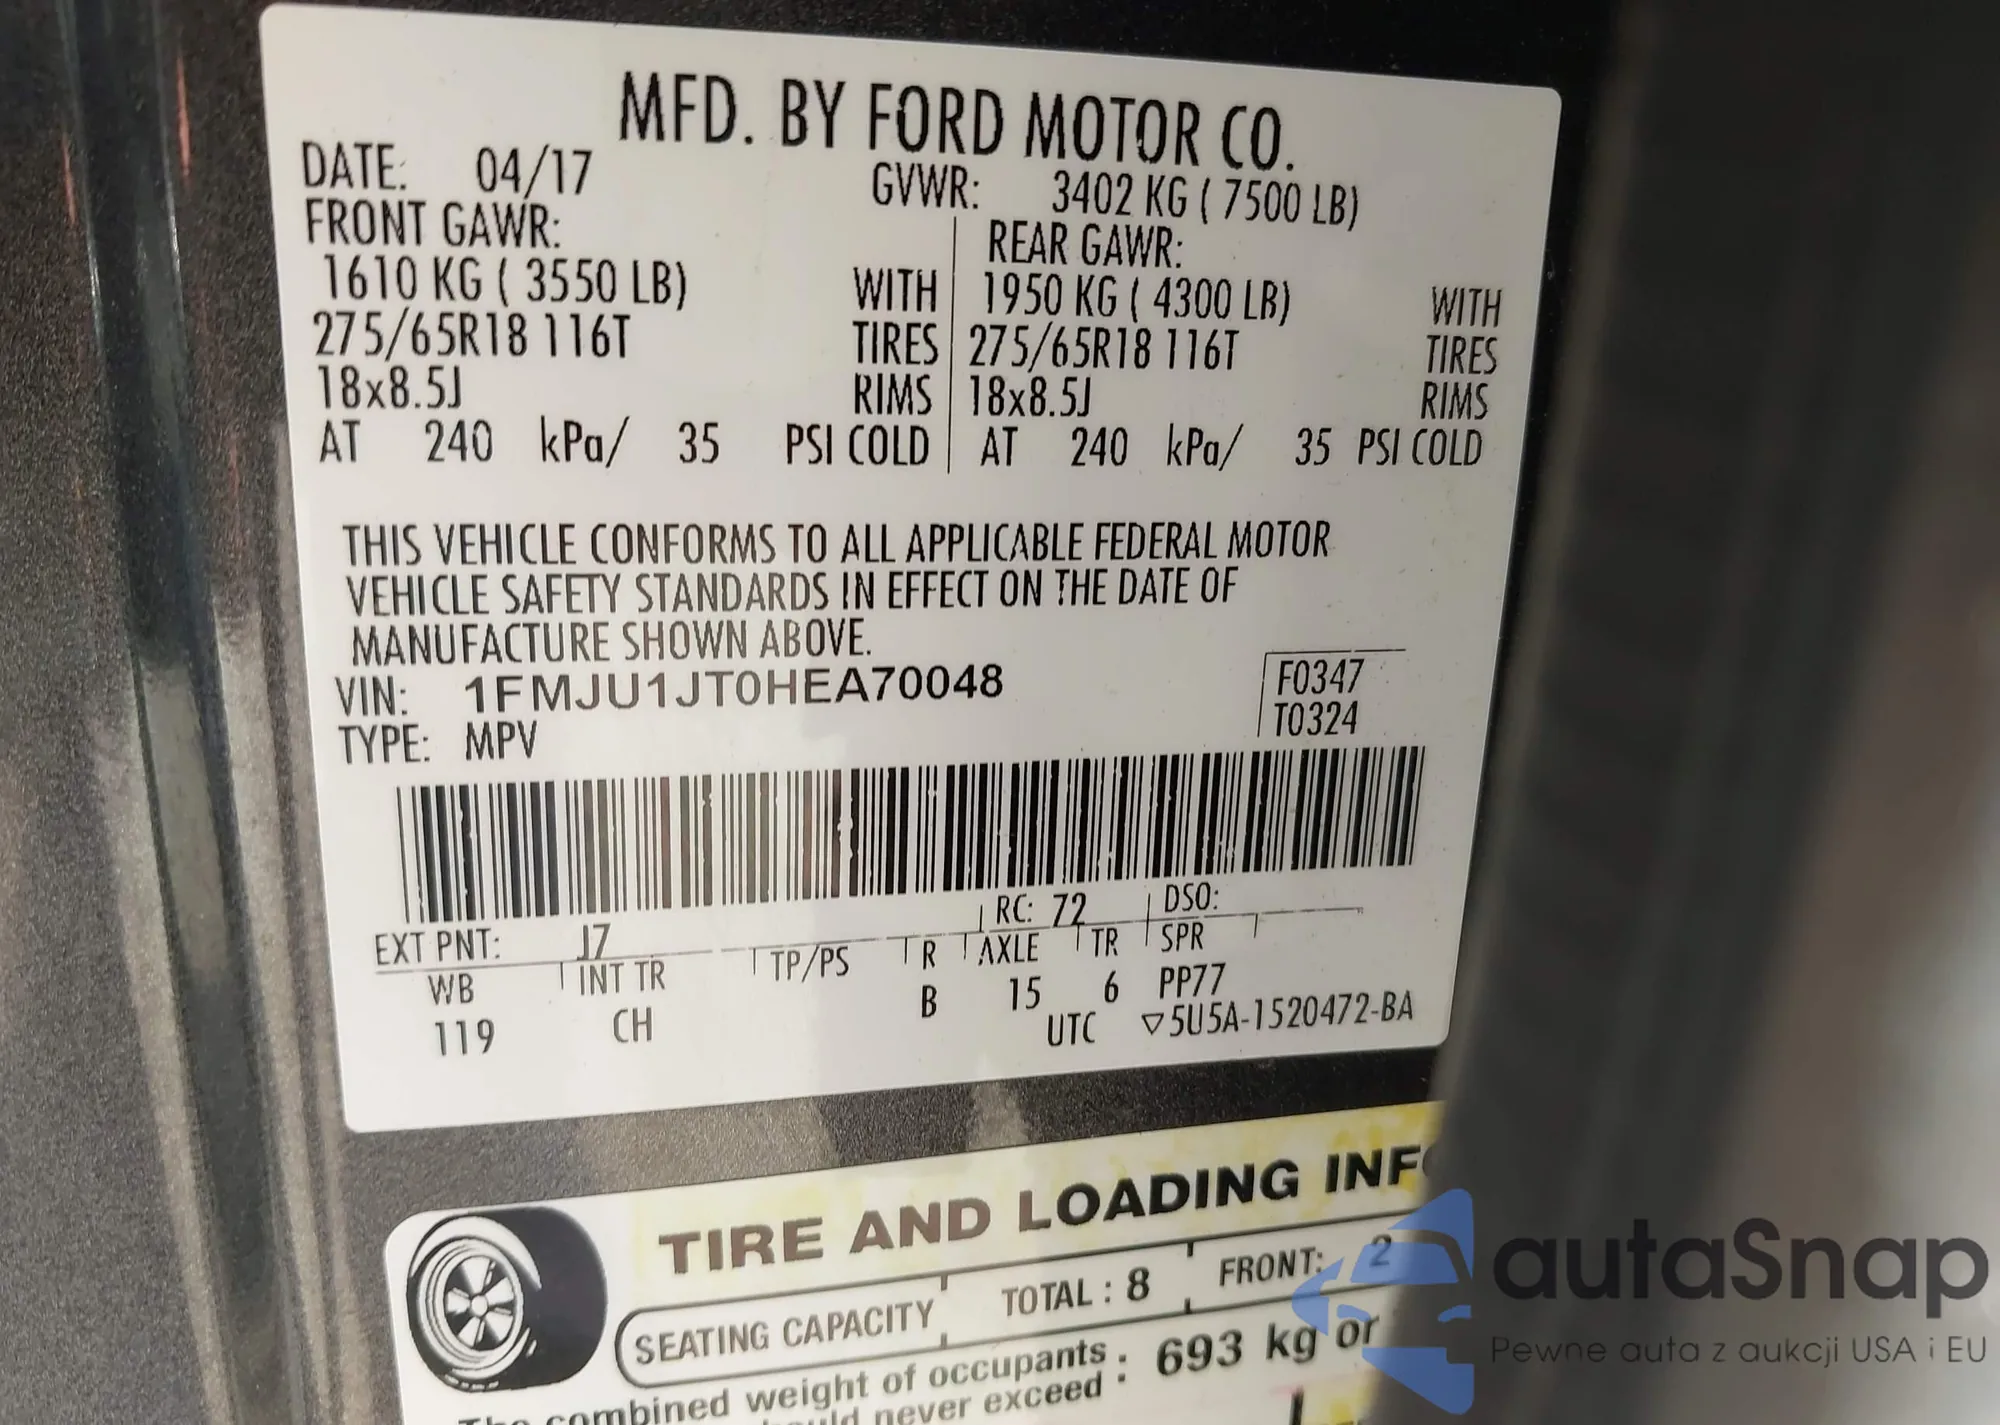 MFD. BY FORD MOTOR CO.
DATE: 04/17 GVWR: 3402 KG ( 7500 LB)
FRONT GAWR: REAR GAWR:
1610 KG ( 3550 LB) WITH 1950 KG ( 4300 LB) WITH
275/65R18 116T TIRES 275/65R18 116T TIRES
18x8.5J RIMS 18x8.5J RIMS
AT 240 kPa/ 35 PSI COLD AT 240 kPa/ 35 PSI COLD
THIS VEHICLE CONFORMS TO ALL APPLICABLE FEDERAL MOTOR
VEHICLE SAFETY STANDARDS IN EFFECT ON THE DATE OF
MANUFACTURE SHOWN ABOVE.
VIN: 1FMJU1JT0HEA70048 F0347
TYPE: MPV T0324
EXT PNT: J7 RC: 72 DSO:
WB INT TR TP/PS R AXLE TR SPR
119 CH B 15 6 PP77
UTC ▽5U5A-1520472-BA
TIRE AND LOADING INF
SEATING CAPACITY TOTAL : 8 FRONT: 2
The combined weight of occupants : 693 kg or
never exceed :
autaSnap
Pewne auta z aukcji USA i EU